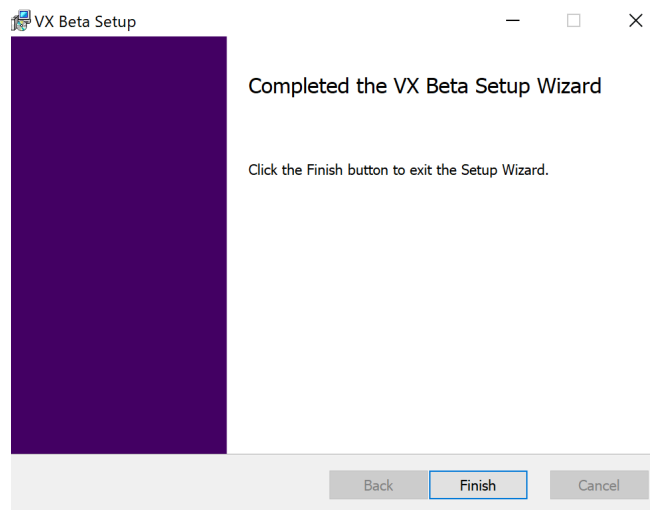 VX Beta Setup
Completed the VX Beta Setup Wizard
Click the Finish button to exit the Setup Wizard.
Back
Finish
Cancel